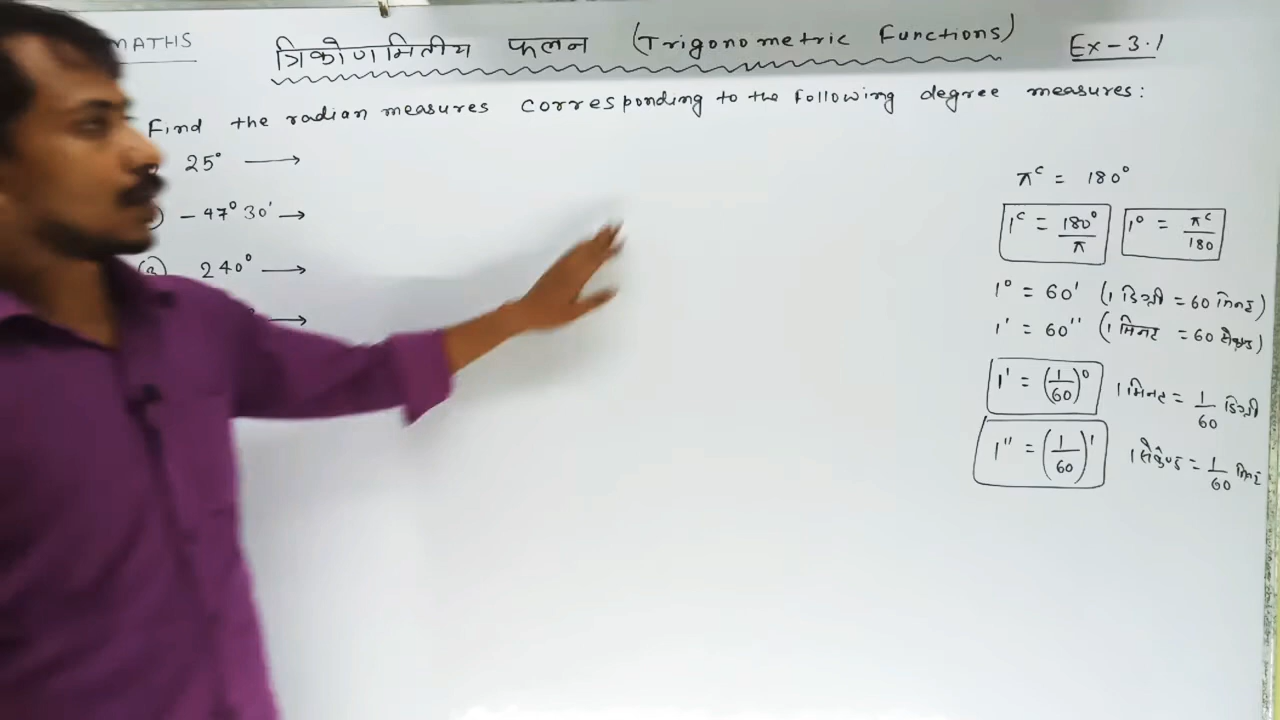 MATHS
त्रिकोणमितीय फलन (Trigonometric Functions)
Ex-3.1
Find the radian measures corresponding to the following degree measures:
25° →
- 47° 30' →
(3) 240° →
→
π^c = 180°
1^c = 180°/π
1° = π^c/180
1° = 60' (1 डिग्री = 60 मिनट)
1' = 60'' (1 मिनट = 60 सेकण्ड)
1' = (1/60)° 1 मिनट = 1/60 डिग्री
1'' = (1/60)' 1 सेकेण्ड = 1/60 मिनट